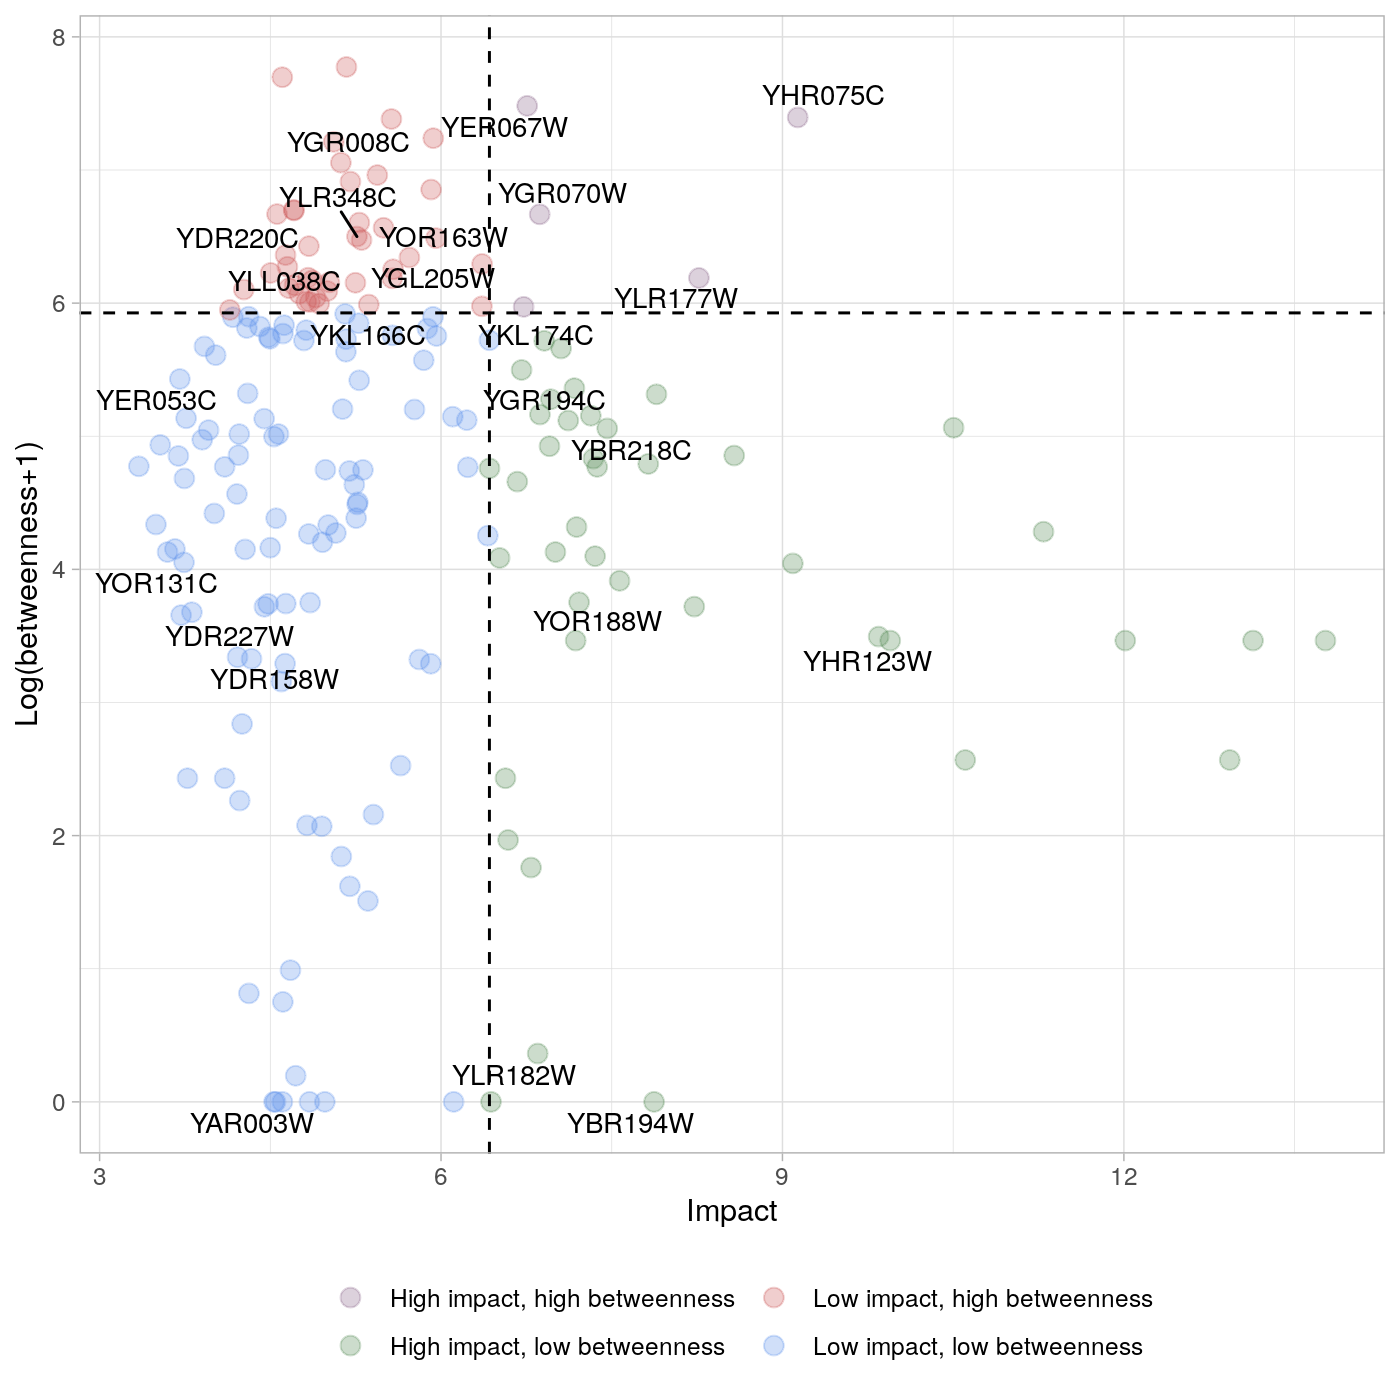 8
YHR075C
YER067W
YGR008C
YGR070W
YLR348C
YDR220C
YOR163W
YLL038C
YGL205W
YLR177W
6
YKL166C
YKL174C
YER053C
YGR194C
YBR218C
Log(betweenness+1)
4
YOR131C
YOR188W
YDR227W
YHR123W
YDR158W
2
YLR182W
0
YAR003W
YBR194W
3 6 9 12
Impact
High impact, high betweenness Low impact, high betweenness
High impact, low betweenness Low impact, low betweenness